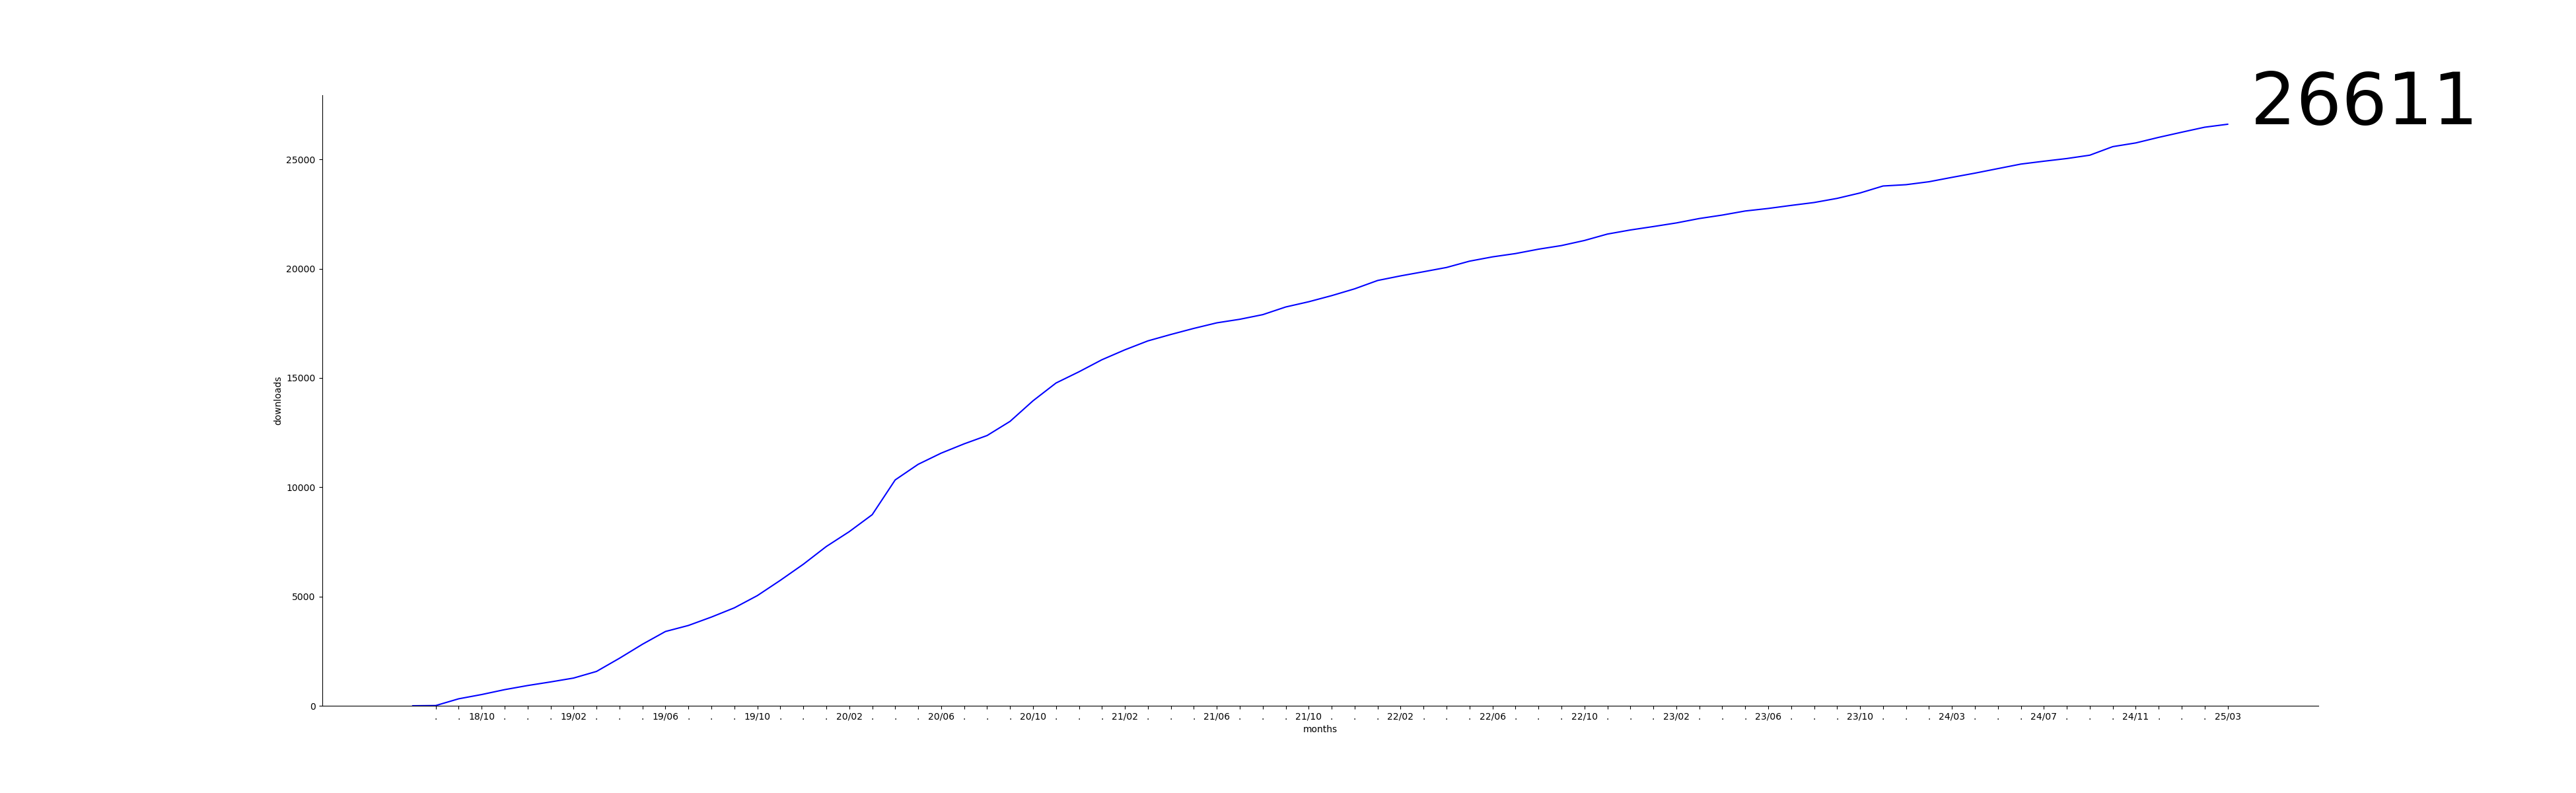 26611
25000
20000
15000
downloads
10000
5000
0
. . 18/10 . . . 19/02 . . . 19/06 . . . 19/10 . . . 20/02 . . . 20/06 . . . 20/10 . . . 21/02 . . . 21/06 . . . 21/10 . . . 22/02 . . . 22/06 . . . 22/10 . . . 23/02 . . . 23/06 . . . 23/10 . . . 24/03 . . . 24/07 . . . 24/11 . . . 25/03
months